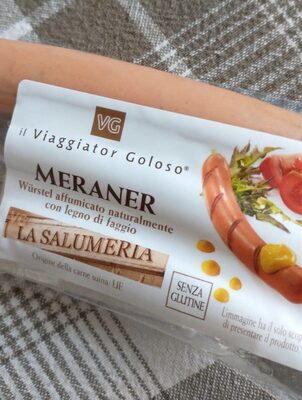 VG
il Viaggiator Goloso®
MERANER
Würstel affumicato naturalmente
con legno di faggio
LA SALUMERIA
Origine della carne suina: UE
SENZA
GLUTINE
L'immagine ha il solo scopo
di presentare il prodotto